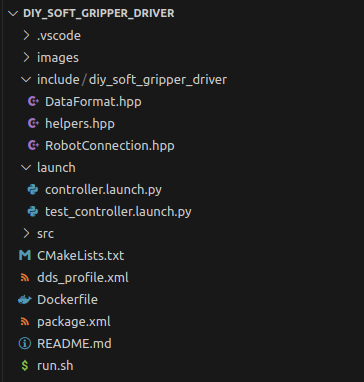 DIY_SOFT_GRIPPER_DRIVER
.vscode
images
include / diy_soft_gripper_driver
DataFormat.hpp
helpers.hpp
RobotConnection.hpp
launch
controller.launch.py
test_controller.launch.py
src
CMakeLists.txt
dds_profile.xml
Dockerfile
package.xml
README.md
run.sh